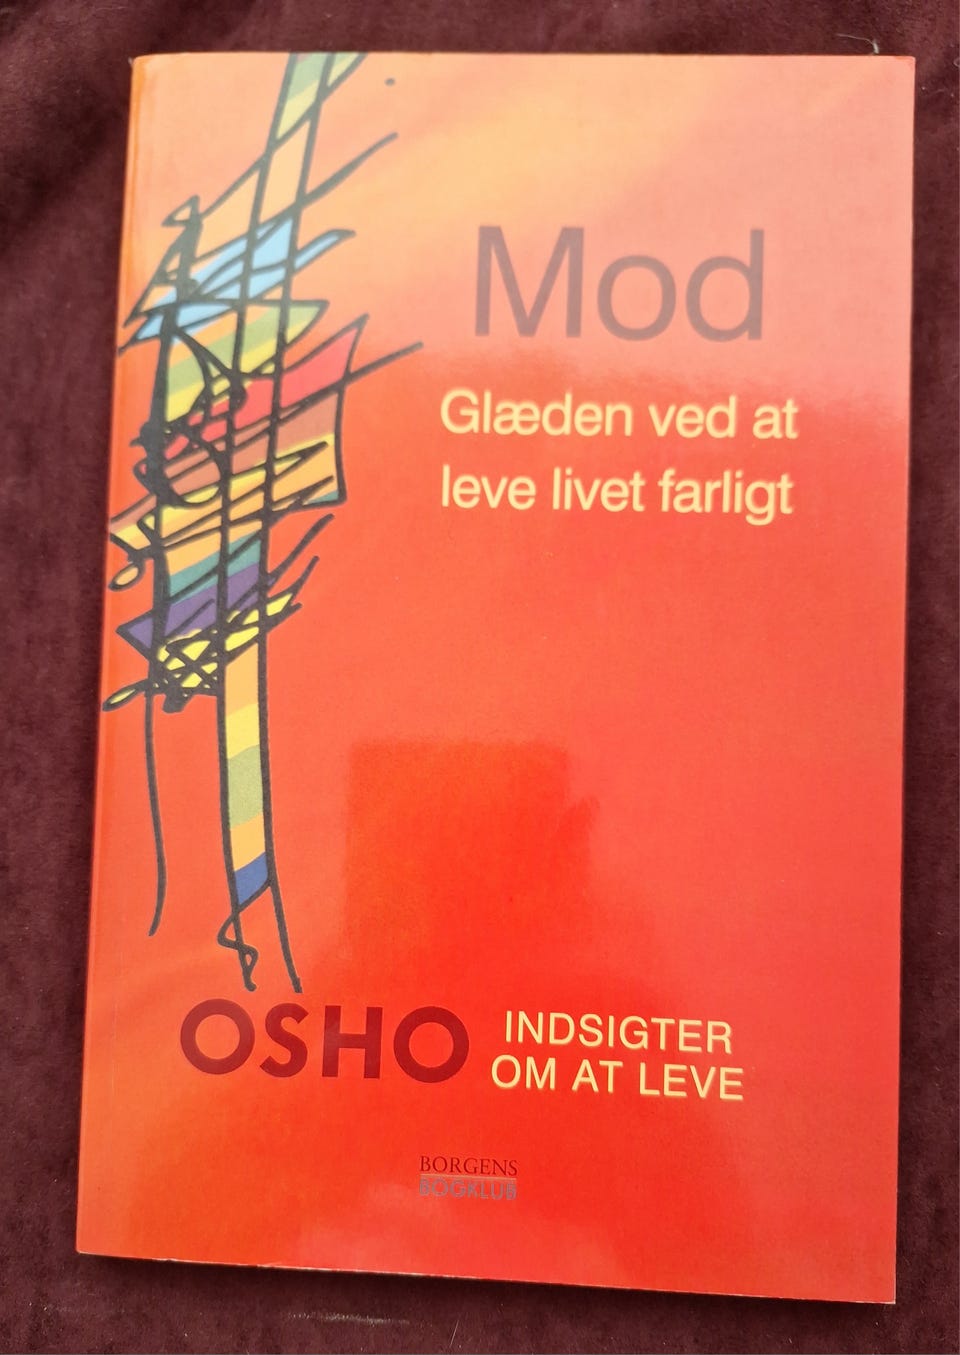 Mod
Glæden ved at
leve livet farligt
OSHO
INDSIGTER
OM AT LEVE
BORGENS
BOGKLUB